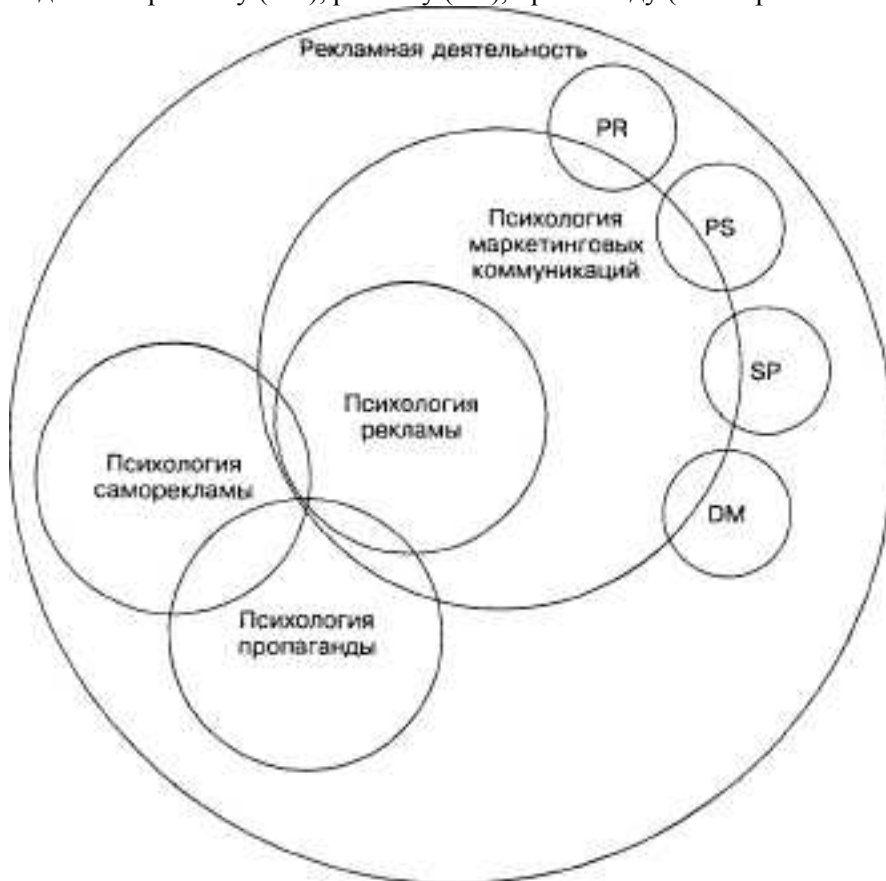 Рекламная деятельность
PR
PS
Психология
маркетинговых
коммуникаций
SP
Психология
рекламы
Психология
саморекламы
DM
Психология
пропаганды